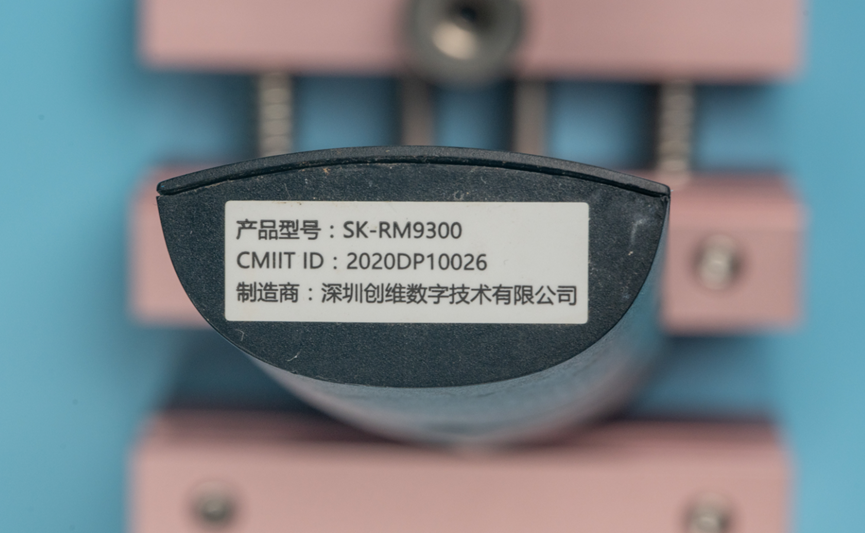 产品型号：SK-RM9300
CMIIT ID：2020DP10026
制造商：深圳创维数字技术有限公司